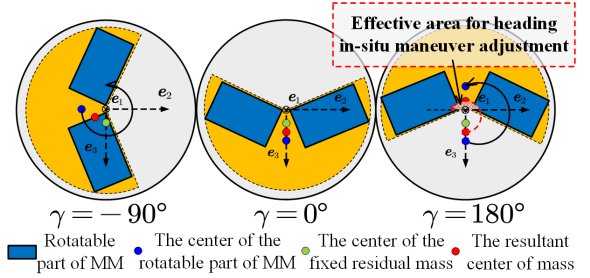 Effective area for heading
in-situ maneuver adjustment
e₁ e₂ e₃
e₁ e₂ e₃
e₁ e₂ e₃
γ = −90° γ = 0° γ = 180°
Rotatable part of MM
The center of the rotatable part of MM
The center of the fixed residual mass
The resultant center of mass